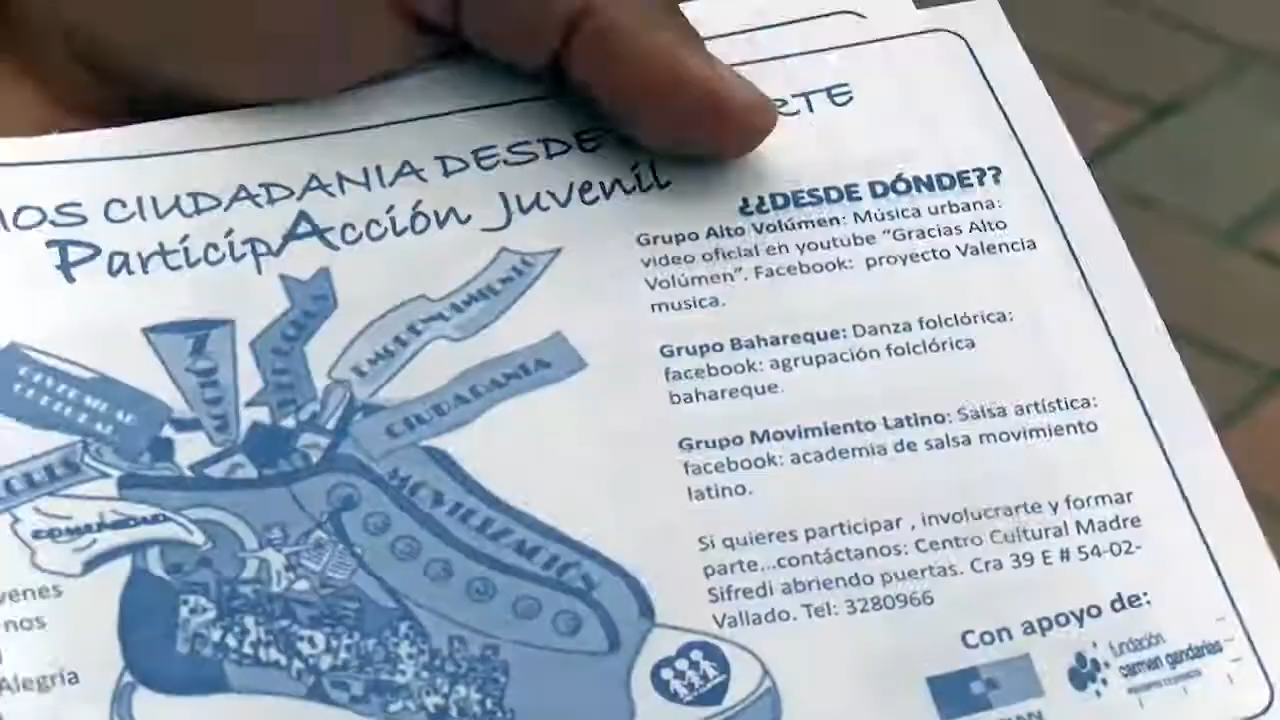 CIUDADANIA DESDE
ParticipAcción Juvenil
¿¿DESDE DÓNDE??
Grupo Alto Volúmen: Música urbana:
video oficial en youtube “Gracias Alto
Volúmen”. Facebook: proyecto Valencia
musica.
Grupo Bahareque: Danza folclórica:
facebook: agrupación folclórica
bahareque.
Grupo Movimiento Latino: Salsa artística:
facebook: academia de salsa movimiento
latino.
Si quieres participar , involucrarte y formar
parte...contáctanos: Centro Cultural Madre
Sifredi abriendo puertas. Cra 39 E # 54-02-
Vallado. Tel: 3280966
Con apoyo de:
fundación
carmen gandarias
EMPRENDIMIENTO
CIUDADANIA
MOVILIZACIÓN
COMUNIDAD
nos
Alegría